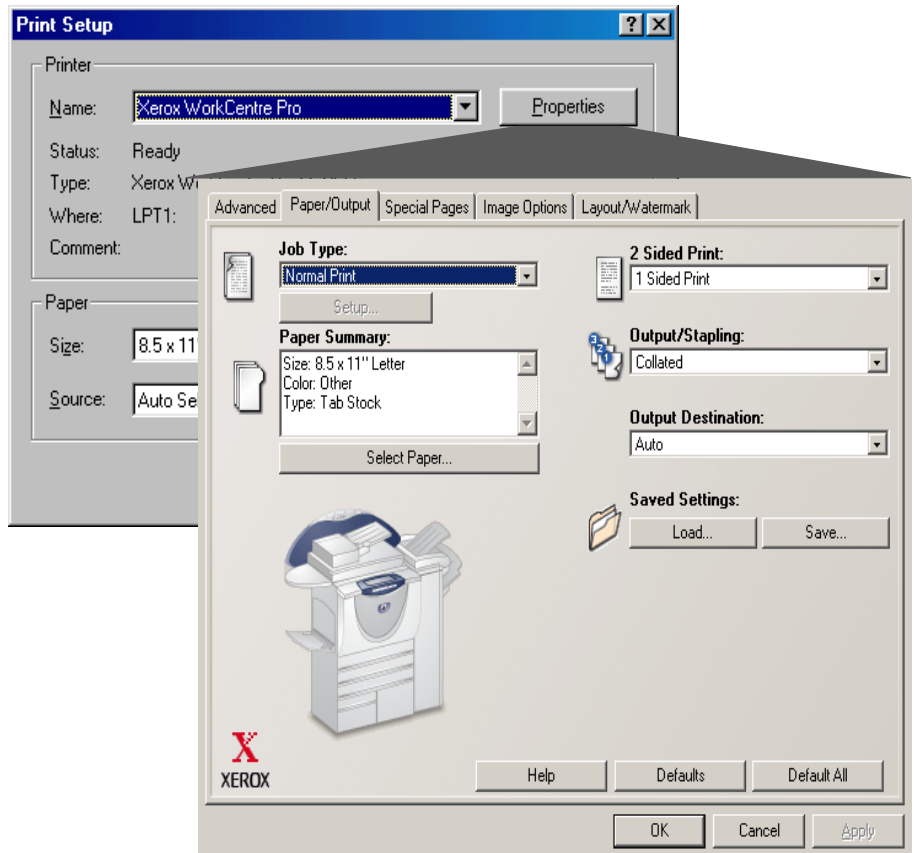 Print Setup
Printer
Name:
Xerox WorkCentre Pro
Properties
Status:
Ready
Type:
Xerox
Where:
LPT1:
Comment:
Paper
Size:
8.5 x 11"
Source:
Auto Se
Advanced
Paper/Output
Special Pages
Image Options
Layout/Watermark
Job Type:
Normal Print
Setup...
Paper Summary:
Size: 8.5 x 11" Letter
Color: Other
Type: Tab Stock
Select Paper...
2 Sided Print:
1 Sided Print
Output/Stapling:
Collated
Output Destination:
Auto
Saved Settings:
Load...
Save...
X
XEROX
Help
Defaults
Default All
OK
Cancel
Apply